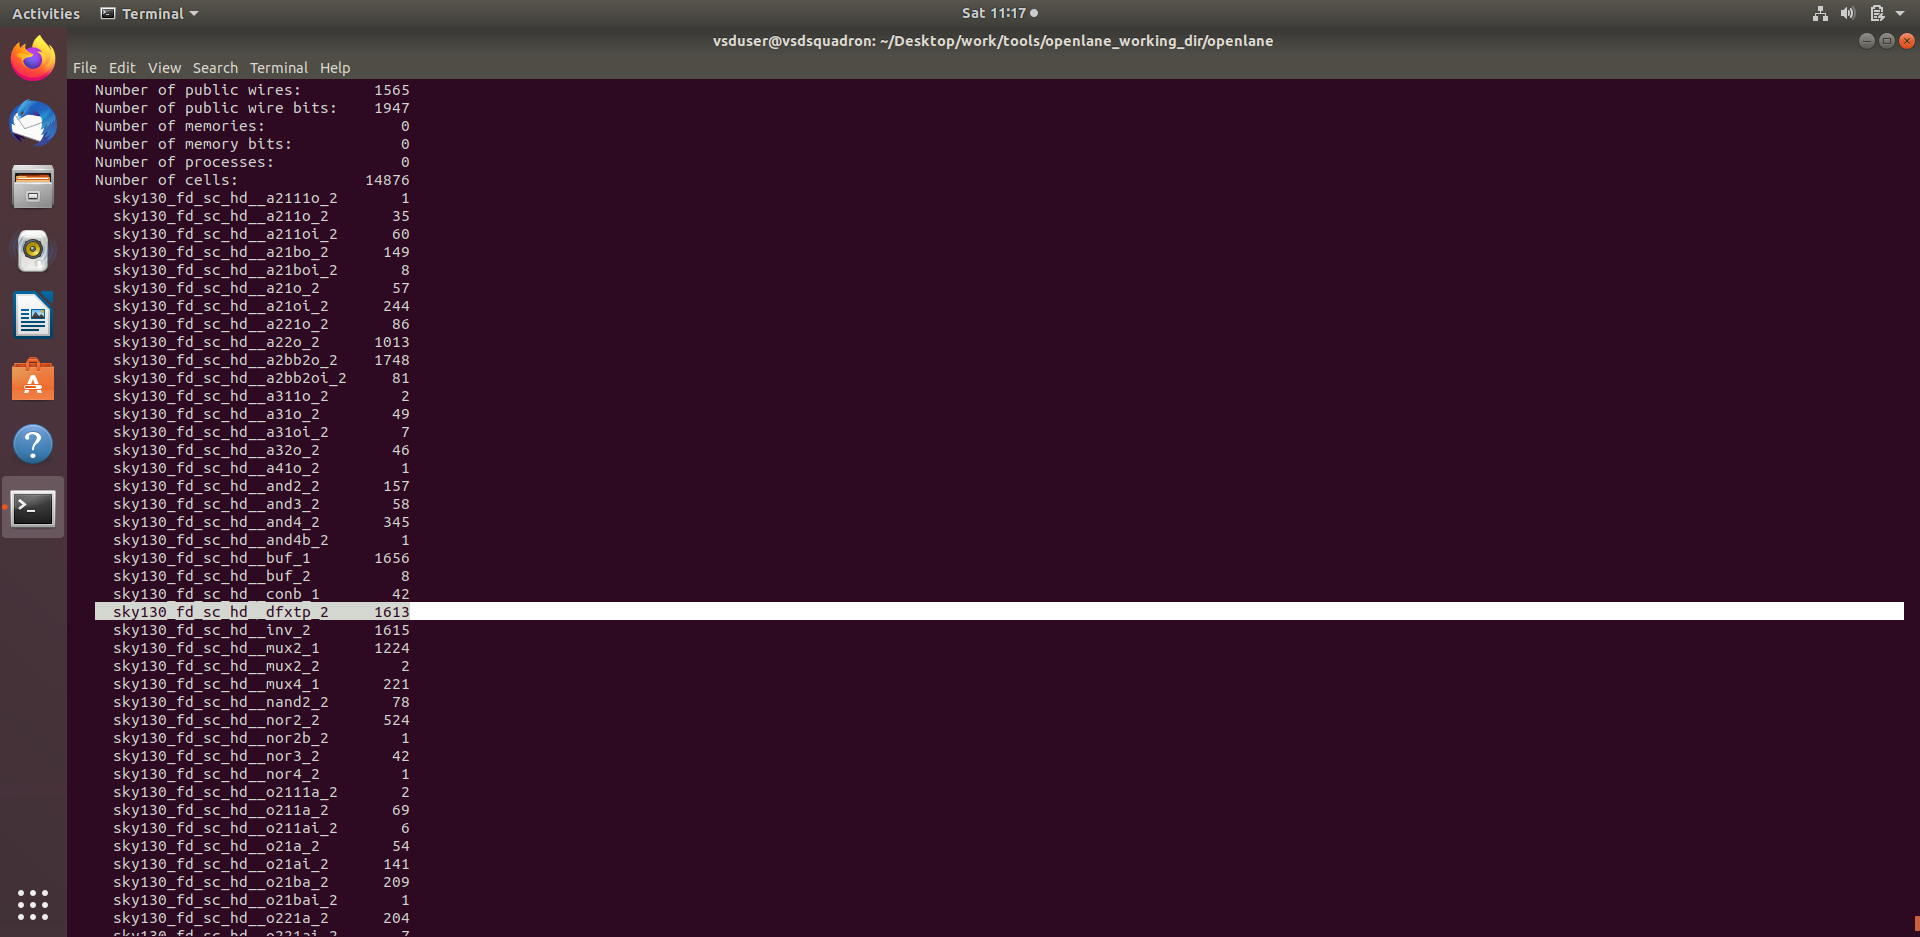 Activities Terminal Sat 11:17
vsduser@vsdsquadron: ~/Desktop/work/tools/openlane_working_dir/openlane
File Edit View Search Terminal Help
Number of public wires: 1565
Number of public wire bits: 1947
Number of memories: 0
Number of memory bits: 0
Number of processes: 0
Number of cells: 14876
sky130_fd_sc_hd__a2111o_2 1
sky130_fd_sc_hd__a211o_2 35
sky130_fd_sc_hd__a211oi_2 60
sky130_fd_sc_hd__a21bo_2 149
sky130_fd_sc_hd__a21boi_2 8
sky130_fd_sc_hd__a21o_2 57
sky130_fd_sc_hd__a21oi_2 244
sky130_fd_sc_hd__a221o_2 86
sky130_fd_sc_hd__a22o_2 1013
sky130_fd_sc_hd__a2bb2o_2 1748
sky130_fd_sc_hd__a2bb2oi_2 81
sky130_fd_sc_hd__a311o_2 2
sky130_fd_sc_hd__a31o_2 49
sky130_fd_sc_hd__a31oi_2 7
sky130_fd_sc_hd__a32o_2 46
sky130_fd_sc_hd__a41o_2 1
sky130_fd_sc_hd__and2_2 157
sky130_fd_sc_hd__and3_2 58
sky130_fd_sc_hd__and4_2 345
sky130_fd_sc_hd__and4b_2 1
sky130_fd_sc_hd__buf_1 1656
sky130_fd_sc_hd__buf_2 8
sky130_fd_sc_hd__conb_1 42
sky130_fd_sc_hd__dfxtp_2 1613
sky130_fd_sc_hd__inv_2 1615
sky130_fd_sc_hd__mux2_1 1224
sky130_fd_sc_hd__mux2_2 2
sky130_fd_sc_hd__mux4_1 221
sky130_fd_sc_hd__nand2_2 78
sky130_fd_sc_hd__nor2_2 524
sky130_fd_sc_hd__nor2b_2 1
sky130_fd_sc_hd__nor3_2 42
sky130_fd_sc_hd__nor4_2 1
sky130_fd_sc_hd__o2111a_2 2
sky130_fd_sc_hd__o211a_2 69
sky130_fd_sc_hd__o211ai_2 6
sky130_fd_sc_hd__o21a_2 54
sky130_fd_sc_hd__o21ai_2 141
sky130_fd_sc_hd__o21ba_2 209
sky130_fd_sc_hd__o21bai_2 1
sky130_fd_sc_hd__o221a_2 204
sky130_fd_sc_hd__o221ai_2 7